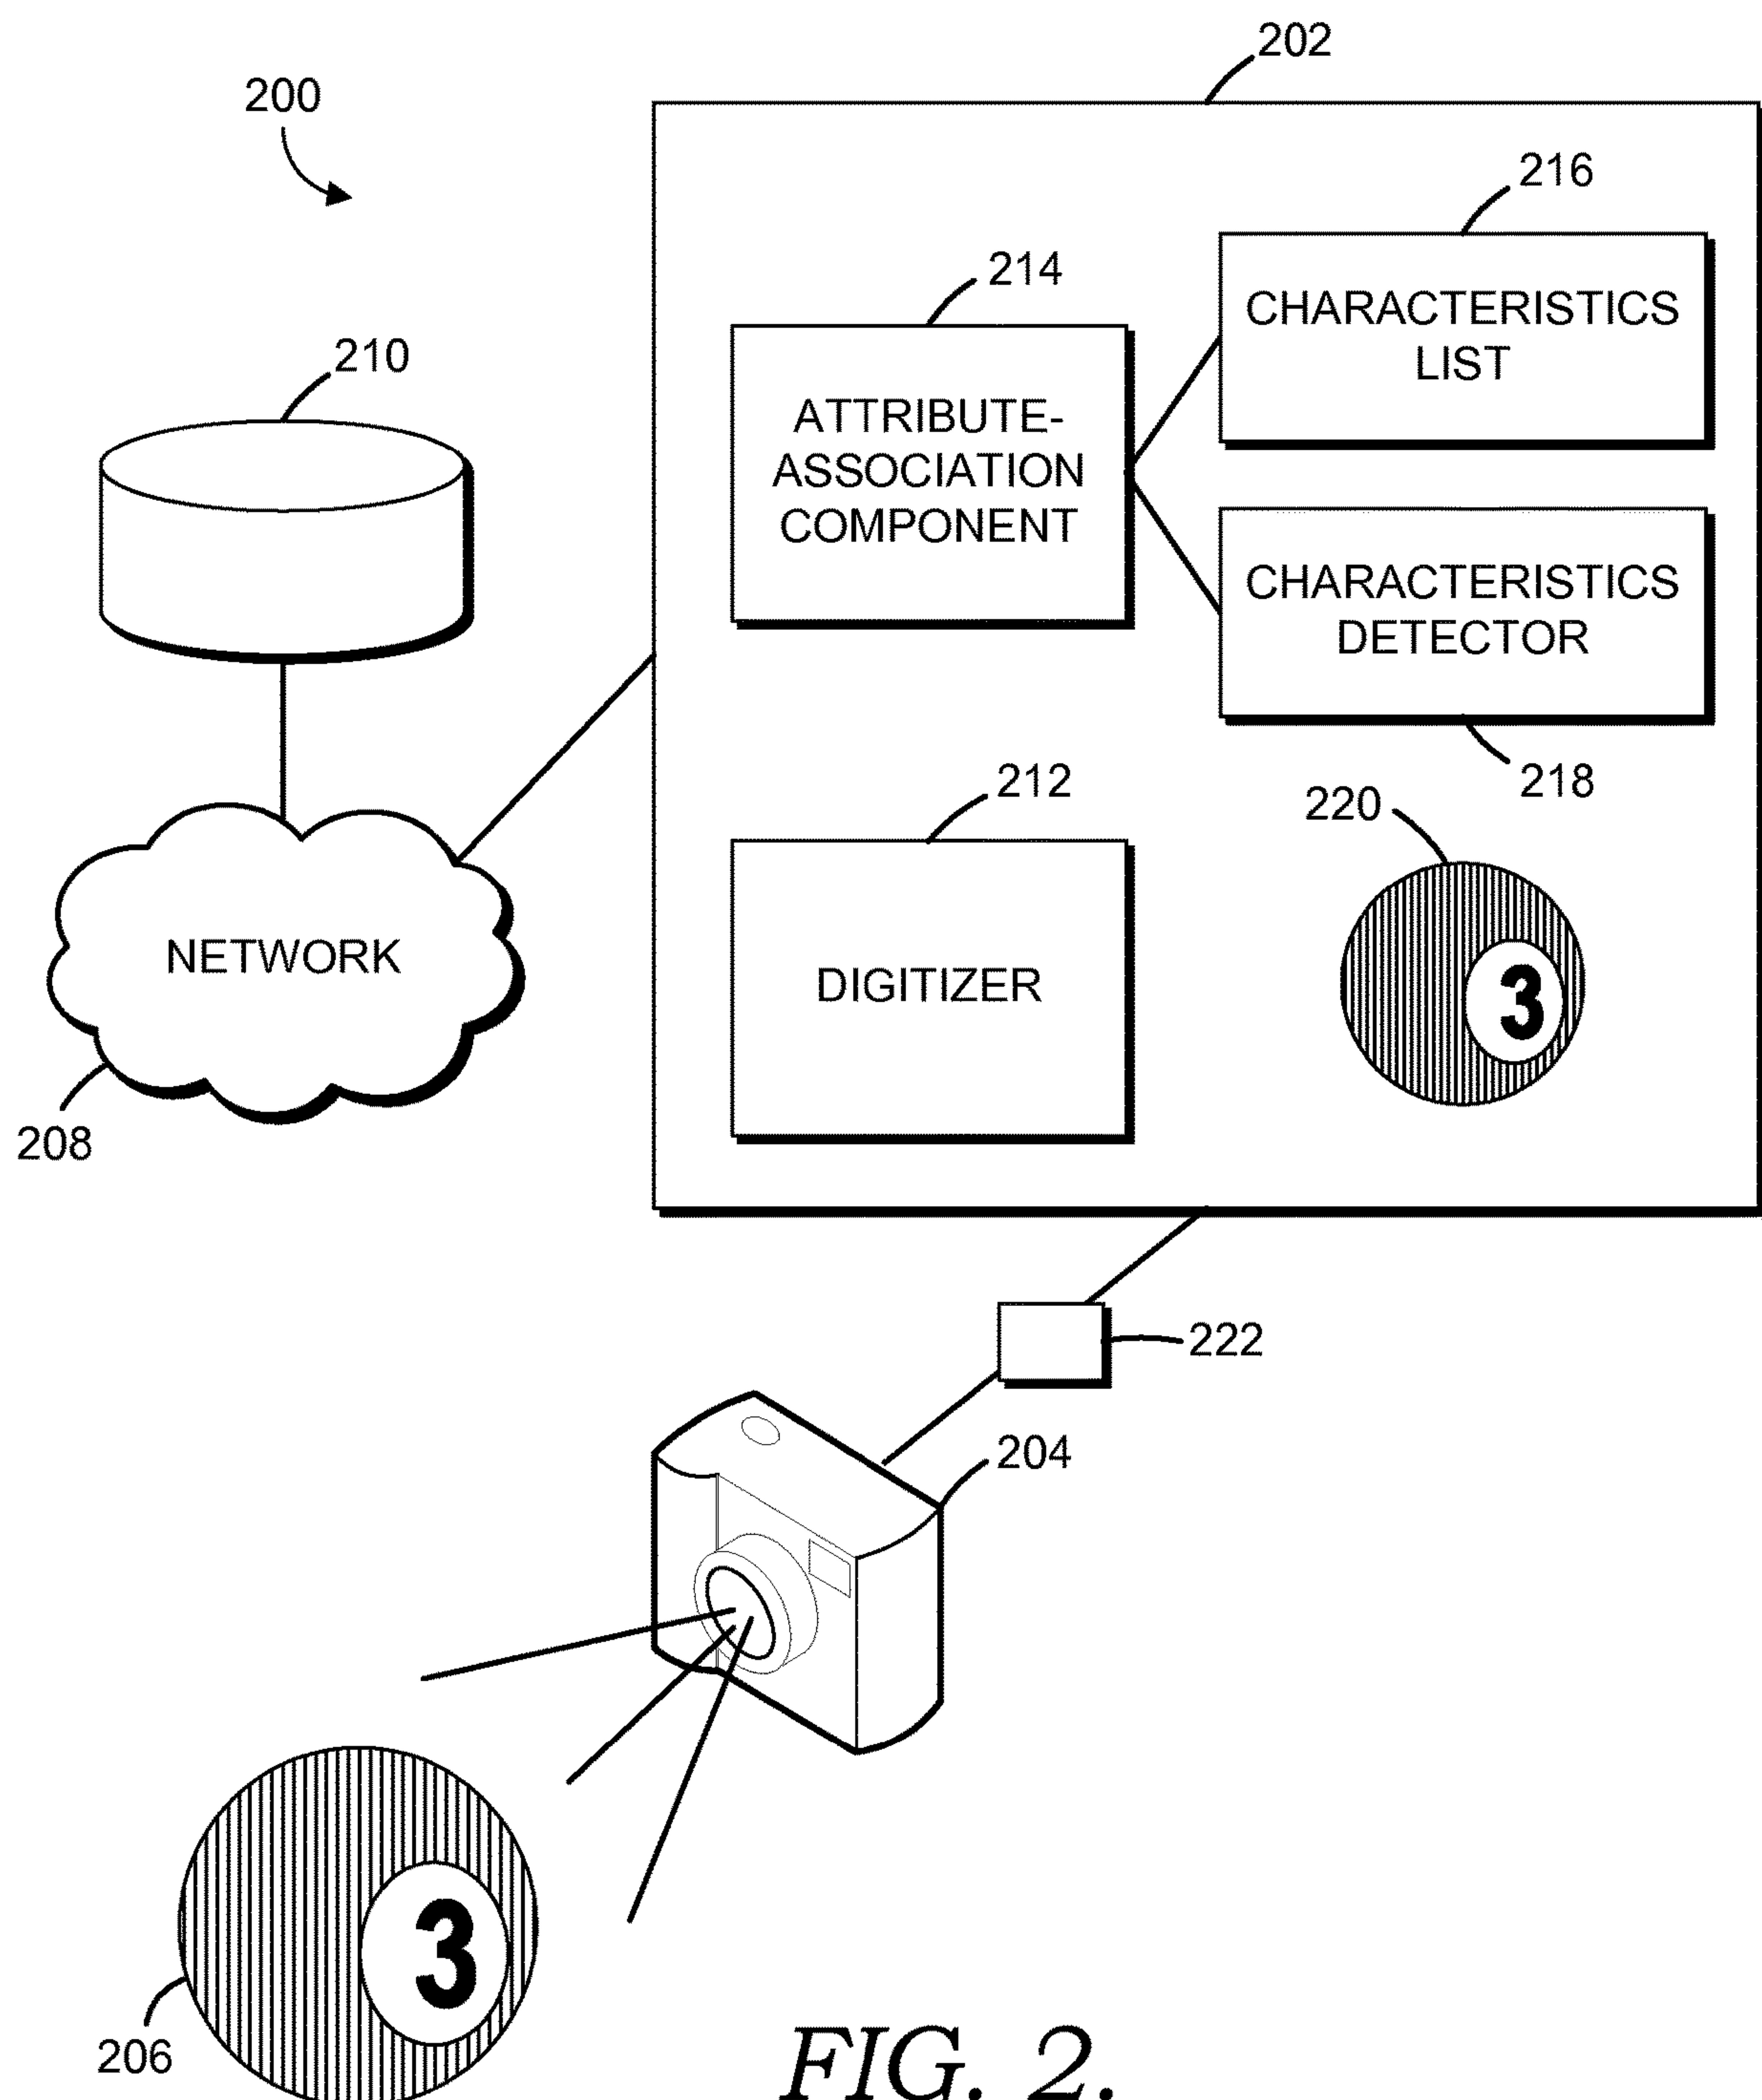 202
200
216
214
CHARACTERISTICS
LIST
210
ATTRIBUTE-
ASSOCIATION
COMPONENT
CHARACTERISTICS
DETECTOR
212
218
220
NETWORK
DIGITIZER
3
208
222
204
3
206
FIG. 2.